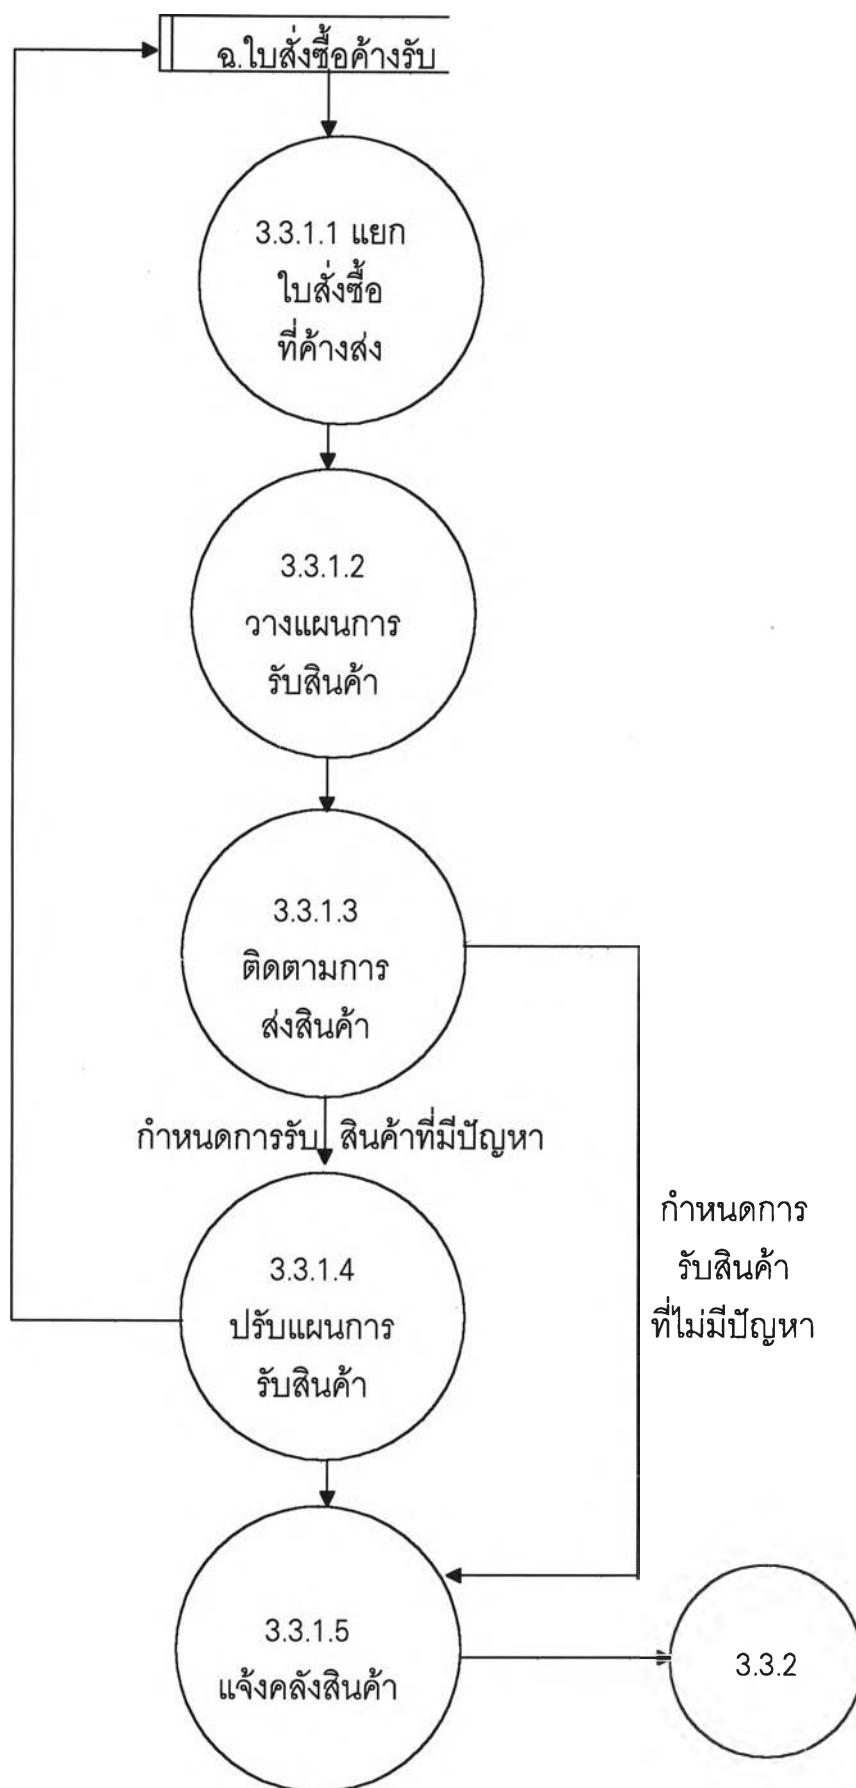 ฉ.ใบสั่งซื้อค้างรับ
3.3.1.1 แยก
ใบสั่งซื้อ
ที่ค้างส่ง
3.3.1.2
วางแผนการ
รับสินค้า
3.3.1.3
ติดตามการ
ส่งสินค้า
กำหนดการรับ สินค้าที่มีปัญหา
กำหนดการ
รับสินค้า
ที่ไม่มีปัญหา
3.3.1.4
ปรับแผนการ
รับสินค้า
3.3.1.5
แจ้งคลังสินค้า
3.3.2